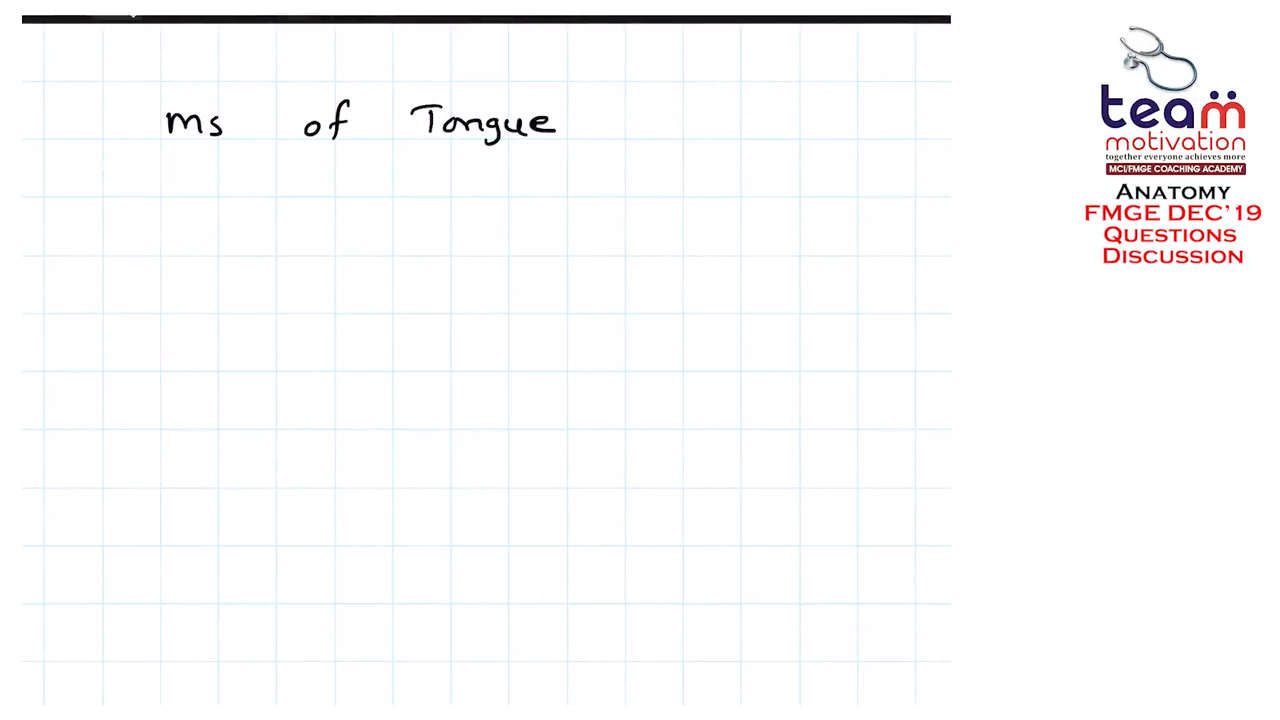 ms of Tongue
team
motivation
together everyone achieves more
MCI/FMGE COACHING ACADEMY
ANATOMY
FMGE DEC'19
QUESTIONS
DISCUSSION